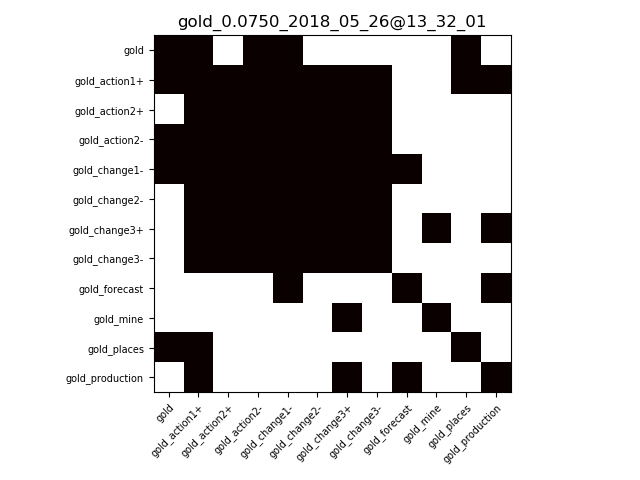 gold_0.0750_2018_05_26@13_32_01
gold
gold_action1+
gold_action2+
gold_action2-
gold_change1-
gold_change2-
gold_change3+
gold_change3-
gold_forecast
gold_mine
gold_places
gold_production
gold
gold_action1+
gold_action2+
gold_action2-
gold_change1-
gold_change2-
gold_change3+
gold_change3-
gold_forecast
gold_mine
gold_places
gold_production